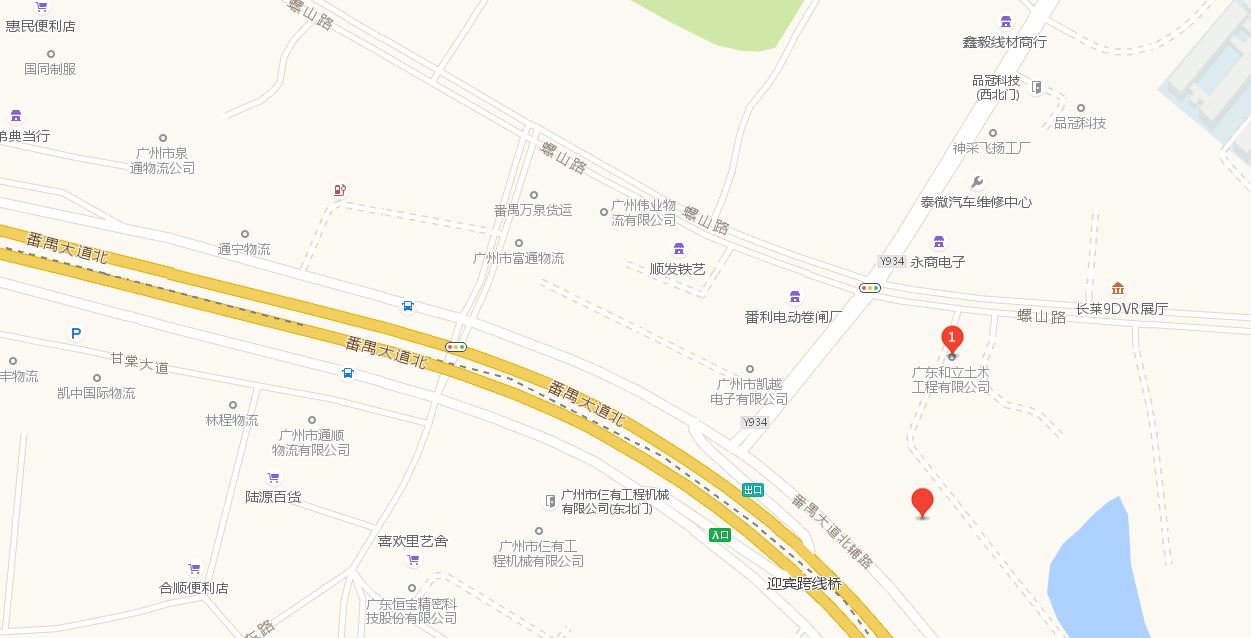 螺山路
惠民便利店
国同制服
鑫毅线材商行
品冠科技
(西北门)
品冠科技
弟典当行
广州市泉
通物流公司
神采飞扬工厂
螺山路
泰微汽车维修中心
番禺万泉货运
广州伟业物
流有限公司
螺山路
番禺大道北
通宁物流
广州市富通物流
顺发铁艺
永商电子
Y934
长莱9DVR展厅
番利电动卷闸厂
螺山路
P
1
番禺大道北
甘棠大道
丰物流
凯中国际物流
广东和立土木
工程有限公司
广州市凯越
电子有限公司
番禺大道北
林程物流
Y934
广州市通顺
物流有限公司
陆源百货
出口
广州市仨有工程机械
有限公司(东北门)
番禺大道北辅路
入口
喜欢里艺舍
广州市仨有工
程机械有限公司
合顺便利店
迎宾跨线桥
广东恒宝精密科
技股份有限公司
东路